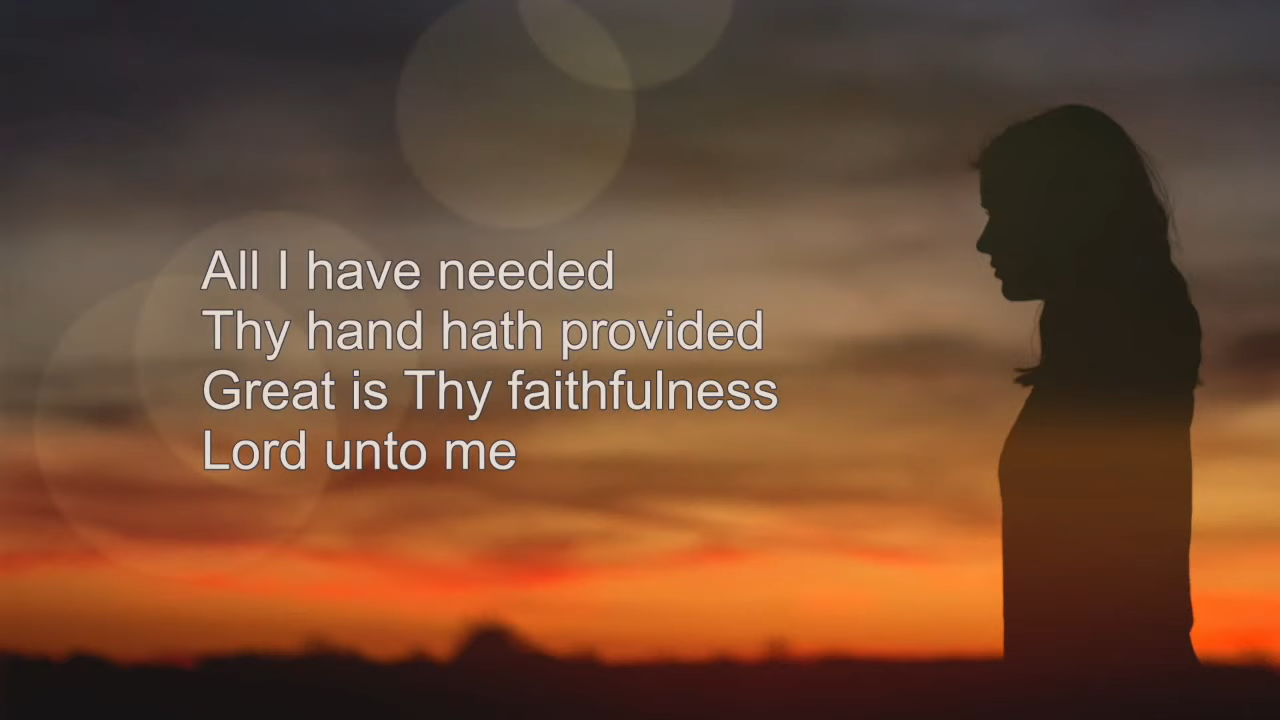 All I have needed
Thy hand hath provided
Great is Thy faithfulness
Lord unto me